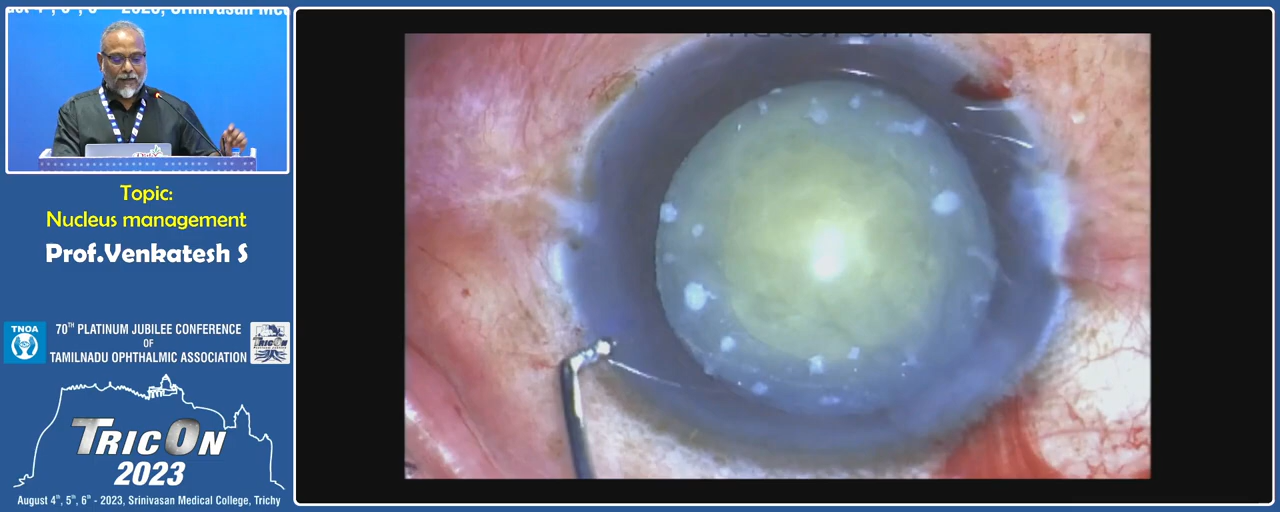 Topic:
Nucleus management
Prof.Venkatesh S
TNOA
70TH PLATINUM JUBILEE CONFERENCE
OF
TAMILNADU OPHTHALMIC ASSOCIATION
TRICON
TRICON
2023
August 4th, 5th, 6th - 2023, Srinivasan Medical College, Trichy